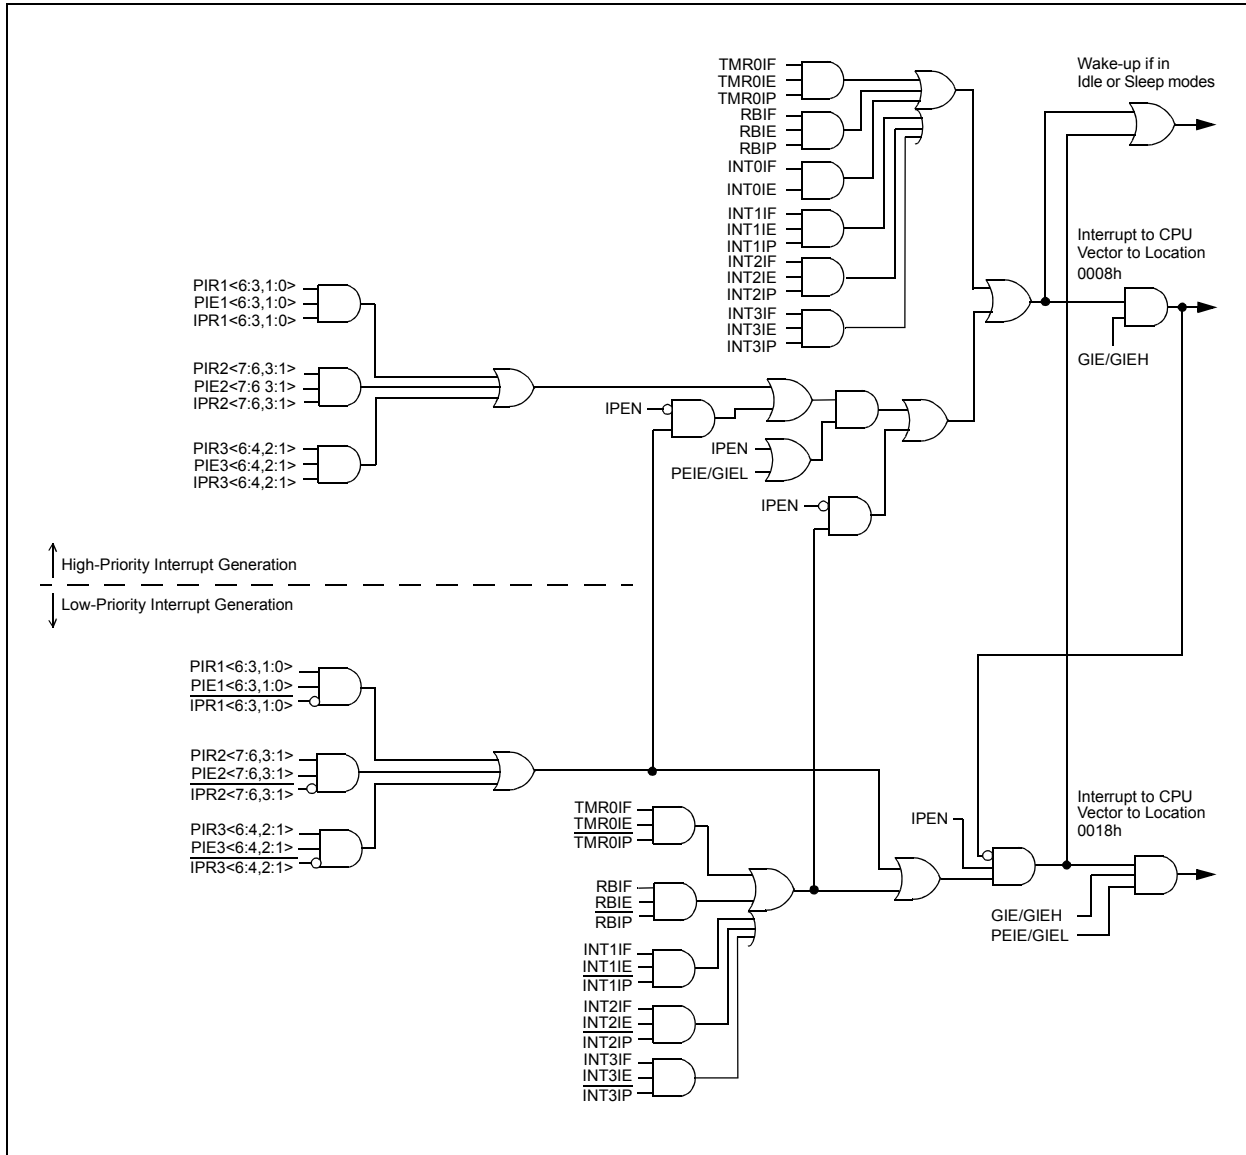 TMR0IF
TMR0IE
TMR0IP
RBIF
RBIE
RBIP
INT0IF
INT0IE
INT1IF
INT1IE
INT1IP
INT2IF
INT2IE
INT2IP
INT3IF
INT3IE
INT3IP
Wake-up if in
Idle or Sleep modes
Interrupt to CPU
Vector to Location
0008h
GIE/GIEH
PIR1<6:3,1:0>
PIE1<6:3,1:0>
IPR1<6:3,1:0>
PIR2<7:6,3:1>
PIE2<7:6 3:1>
IPR2<7:6,3:1>
PIR3<6:4,2:1>
PIE3<6:4,2:1>
IPR3<6:4,2:1>
IPEN
IPEN
PEIE/GIEL
IPEN
High-Priority Interrupt Generation
Low-Priority Interrupt Generation
PIR1<6:3,1:0>
PIE1<6:3,1:0>
IPR1<6:3,1:0>
PIR2<7:6,3:1>
PIE2<7:6,3:1>
IPR2<7:6,3:1>
PIR3<6:4,2:1>
PIE3<6:4,2:1>
IPR3<6:4,2:1>
TMR0IF
TMR0IE
TMR0IP
RBIF
RBIE
RBIP
INT1IF
INT1IE
INT1IP
INT2IF
INT2IE
INT2IP
INT3IF
INT3IE
INT3IP
IPEN
Interrupt to CPU
Vector to Location
0018h
GIE/GIEH
PEIE/GIEL